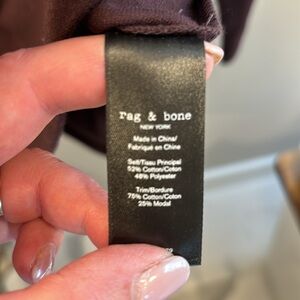 rag & bone
NEW YORK
Made in China/
Fabriqué en Chine
Self/Tissu Principal
52% Cotton/Coton
48% Polyester
Trim/Bordure
75% Cotton/Coton
25% Modal